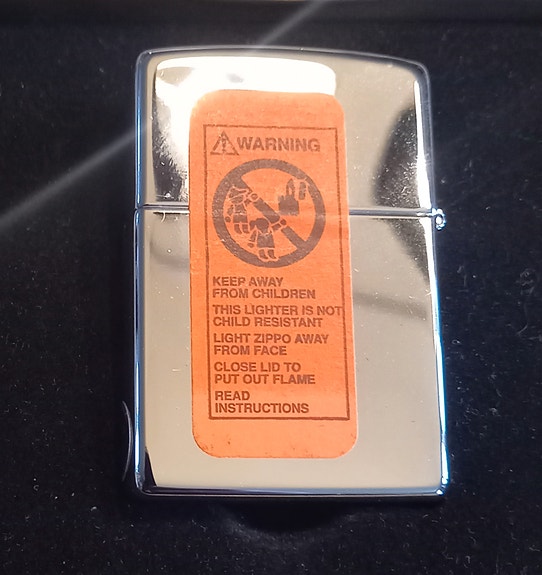 WARNING
KEEP AWAY
FROM CHILDREN
THIS LIGHTER IS NOT
CHILD RESISTANT
LIGHT ZIPPO AWAY
FROM FACE
CLOSE LID TO
PUT OUT FLAME
READ
INSTRUCTIONS